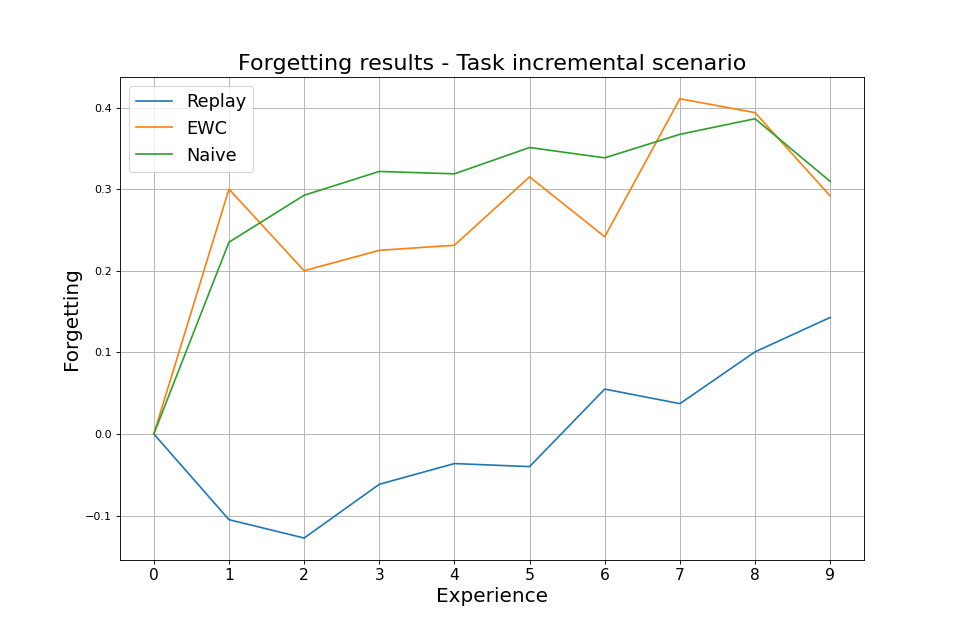 Forgetting results - Task incremental scenario
Replay
EWC
Naive
0.4
0.3
0.2
0.1
0.0
−0.1
Forgetting
0 1 2 3 4 5 6 7 8 9
Experience